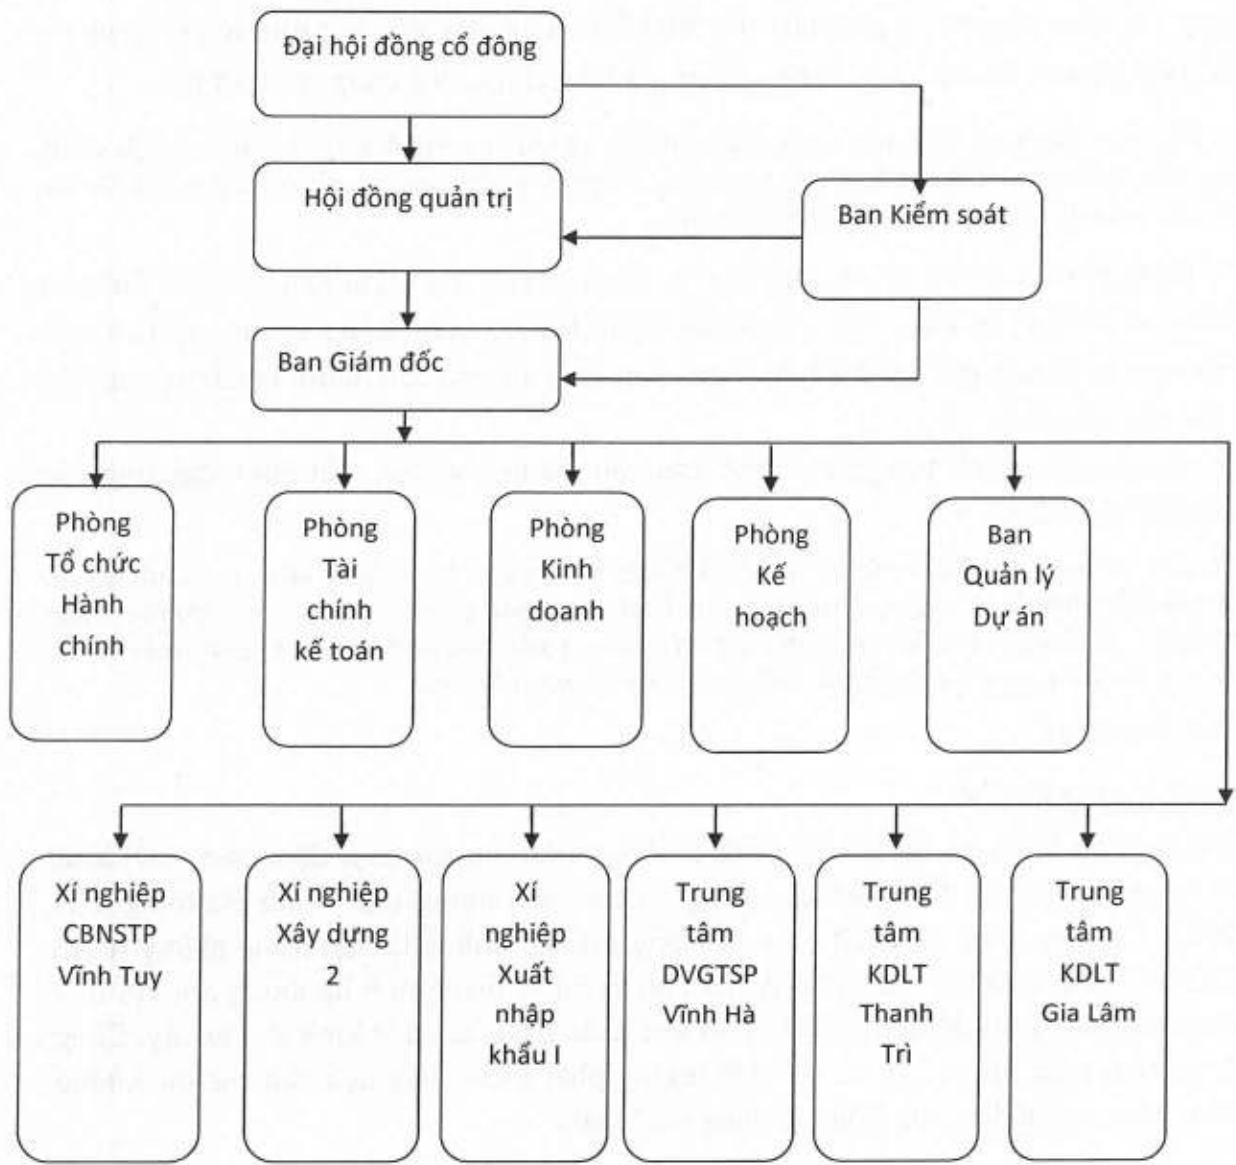 Đại hội đồng cổ đông
Hội đồng quản trị
Ban Kiểm soát
Ban Giám đốc
Phòng
Tổ chức
Hành
chính
Phòng
Tài
chính
kế toán
Phòng
Kinh
doanh
Phòng
Kế
hoạch
Ban
Quản lý
Dự án
Xí nghiệp
CBNSTP
Vĩnh Tuy
Xí nghiệp
Xây dựng
2
Xí
nghiệp
Xuất
nhập
khẩu I
Trung
tâm
DVGTSP
Vĩnh Hà
Trung
tâm
KDLT
Thanh
Trì
Trung
tâm
KDLT
Gia Lâm